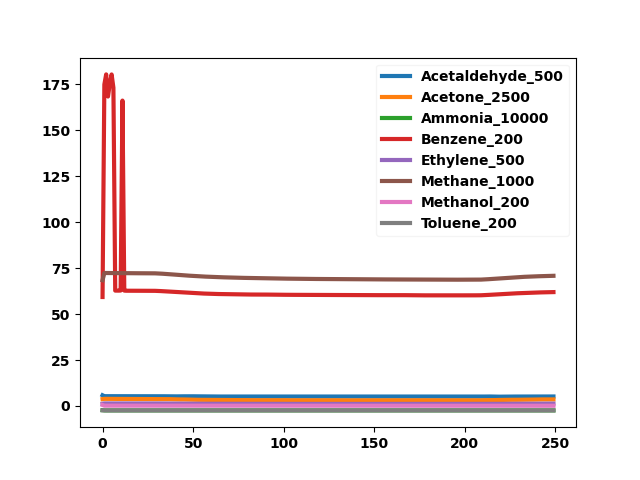 175
150
125
100
75
50
25
0
0 50 100 150 200 250
Acetaldehyde_500
Acetone_2500
Ammonia_10000
Benzene_200
Ethylene_500
Methane_1000
Methanol_200
Toluene_200